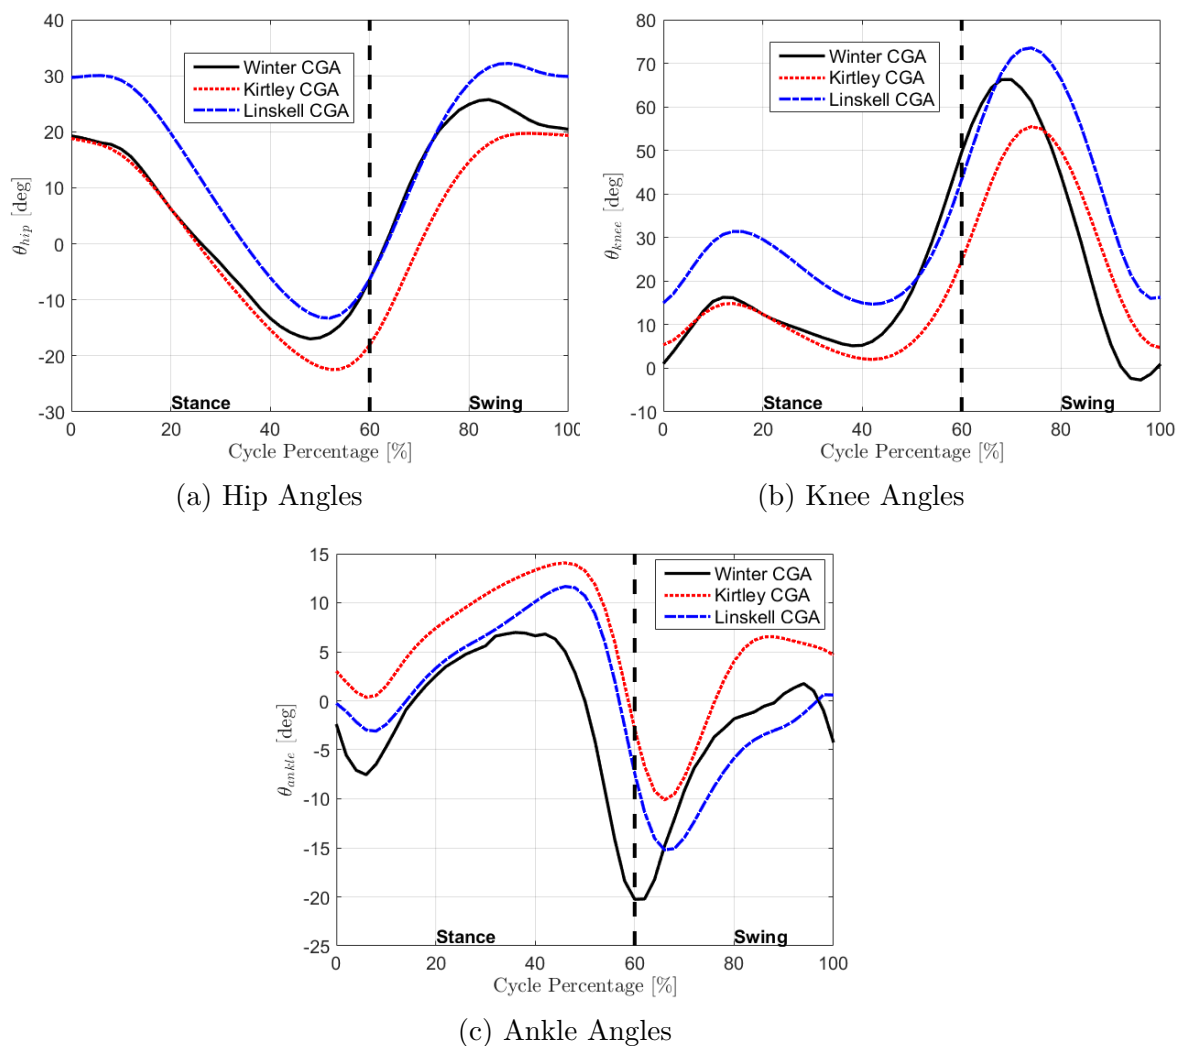 40
30
20
10
0
-10
-20
-30
θhip [deg]
Winter CGA
Kirtley CGA
Linskell CGA
Stance
Swing
0 20 40 60 80 100
Cycle Percentage [%]
(a) Hip Angles
80
70
60
50
40
30
20
10
0
-10
θknee [deg]
Winter CGA
Kirtley CGA
Linskell CGA
Stance
Swing
0 20 40 60 80 100
Cycle Percentage [%]
(b) Knee Angles
15
10
5
0
-5
-10
-15
-20
-25
θankle [deg]
Winter CGA
Kirtley CGA
Linskell CGA
Stance
Swing
0 20 40 60 80 100
Cycle Percentage [%]
(c) Ankle Angles